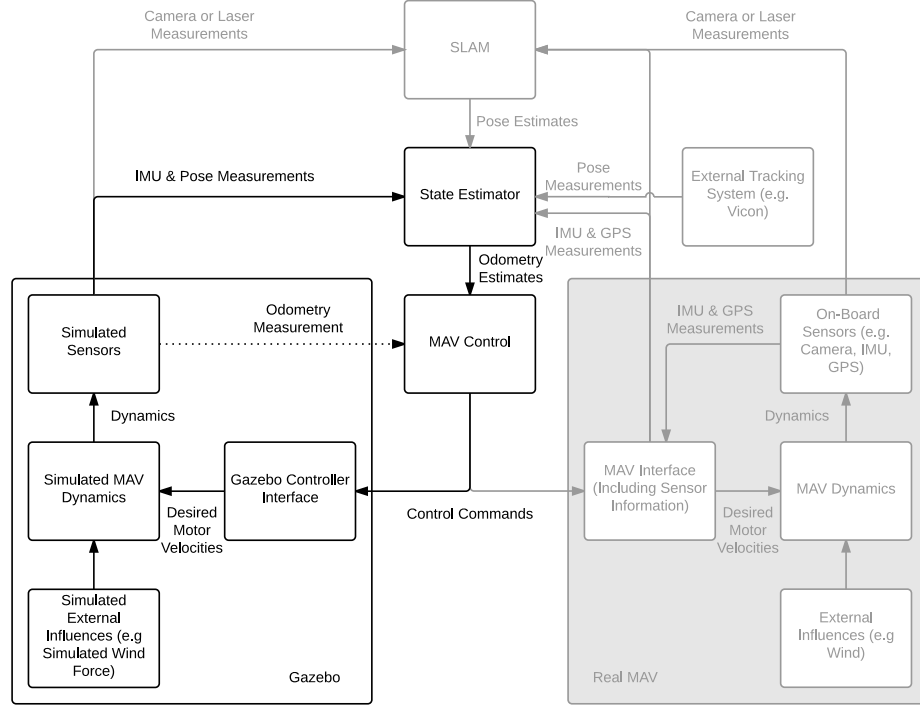 Camera or Laser
Measurements
SLAM
Camera or Laser
Measurements
Pose Estimates
IMU & Pose Measurements
State Estimator
Pose
Measurements
External Tracking
System (e.g.
Vicon)
IMU & GPS
Measurements
Odometry
Estimates
Simulated
Sensors
Odometry
Measurement
MAV Control
IMU & GPS
Measurements
On-Board
Sensors (e.g.
Camera, IMU,
GPS)
Dynamics
Dynamics
Simulated MAV
Dynamics
Desired
Motor
Velocities
Gazebo Controller
Interface
Control Commands
MAV Interface
(Including Sensor
Information)
Desired
Motor
Velocities
MAV Dynamics
Simulated
External
Influences (e.g
Simulated Wind
Force)
Gazebo
Real MAV
External
Influences (e.g
Wind)